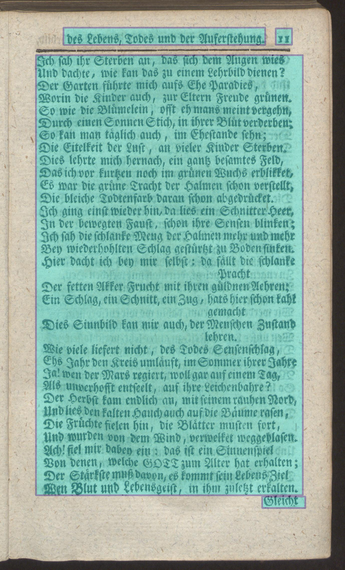 des Lebens, Todes und der Auferstehung. 11
Ich sah ihr Sterben an, das sich dem Augen wies
Und dachte, wie kan das zu einem Lehrbild dienen?
Der Garten führte mich aufs Ehe Paradies,
Worin die Kinder auch, zur Eltern Freude grünen.
So wie die Blümelein, offt eh mans meint vergehn,
Durch einen Sonnen Stich, in ihrer Blüt verderben;
So kan man täglich auch, im Ehestande sehn;
Die Eitelkeit der Lust, an vieler Kinder Sterben.
Dies lehrte mich hernach, ein gantz besamtes Feld,
Das ich vor kurtzen noch im grünen Wuchs erblikket,
Es war die grüne Tracht der Halmen schon verstellt,
Die bleiche Todtenfarb daran schon abgedrücket.
Ich ging einst wieder hin, da lies ein Schnitter Heer,
In der bewegten Faust, schon ihre Sensen blinken;
Ich sah die schlanke Meng der Halmen mehr und mehr
Bey wiederhohlten Schlag gestürtzt zu Boden sinken.
Hier dacht ich bey mir selbst: da fällt die schlanke
Pracht
Der fetten Akker Frucht mit ihren güldnen Aehren:
Ein Schlag, ein Schnitt, ein Zug, hats hier schon kahl
gemacht
Dies Sinnbild kan mir auch, der Menschen Zustand
lehren.
Wie viele liefert nicht, des Todes Sensenschlag,
Ehs Jahr den Kreis umläuft, im Sommer ihrer Jahre
Ja! wen der Mars regiert, wohl gar auf einem Tag,
Als unverhofft entseelt, auf ihre Leichenbahre?
Der Herbst kam endlich an, mit seinem rauhen Nord,
Und lies den kalten Hauch auch auf die Bäume rasen,
Die Früchte fielen hin, die Blätter musten fort,
Und wurden von dem Wind, verwelket weggeblasen.
Ach! fiel mir dabey ein: das ist ein Sinnenspiel
Von denen, welche GOTT zum Alter hat erhalten;
Der Stärkste mus davon, es kommt sein Lebens Ziel
Wen Blut und Lebensgeist, in ihm zuletzt erkalten.
Gleicht